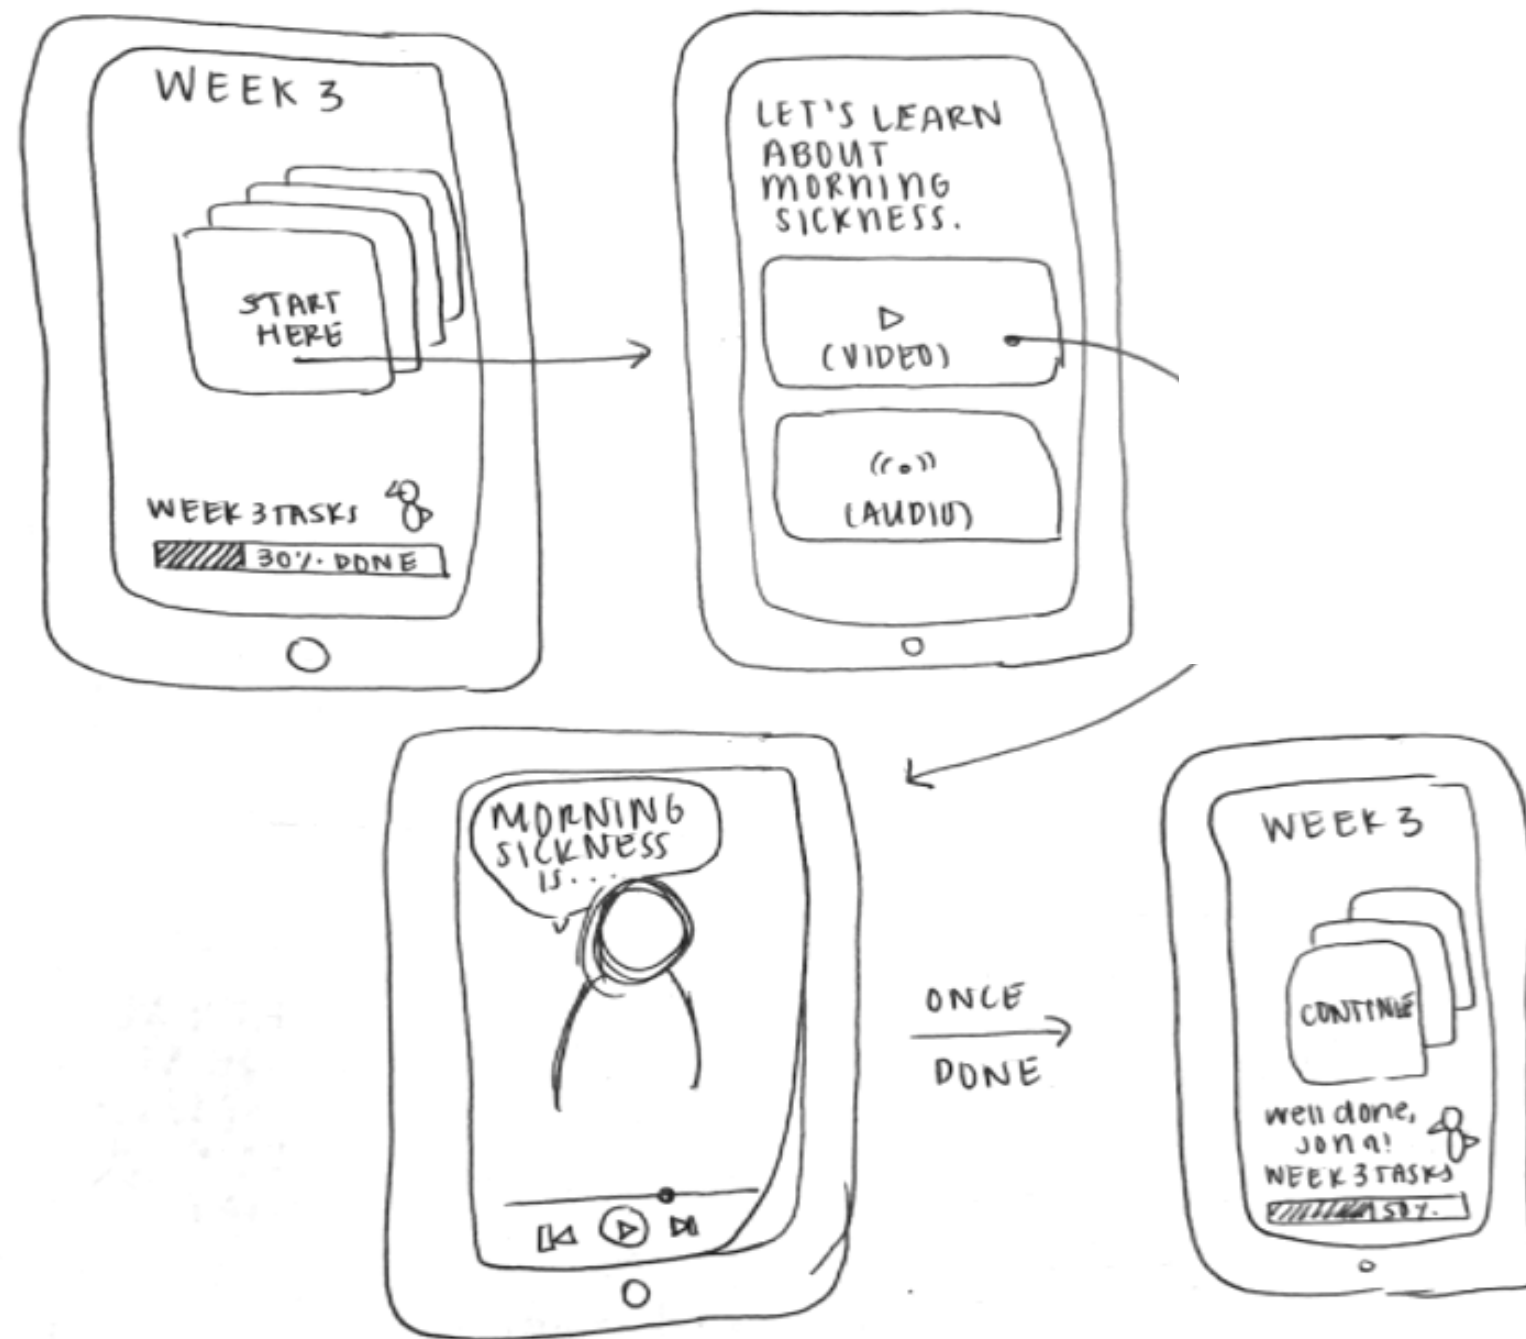 WEEK 3
START
HERE
WEEK 3 TASKS
30% DONE
LET'S LEARN
ABOUT
MORNING
SICKNESS.
(VIDEO)
(AUDIO)
MORNING
SICKNESS
IS...
ONCE
DONE
WEEK 3
CONTINUE
well done,
Jona!
WEEK 3 TASKS
50%.